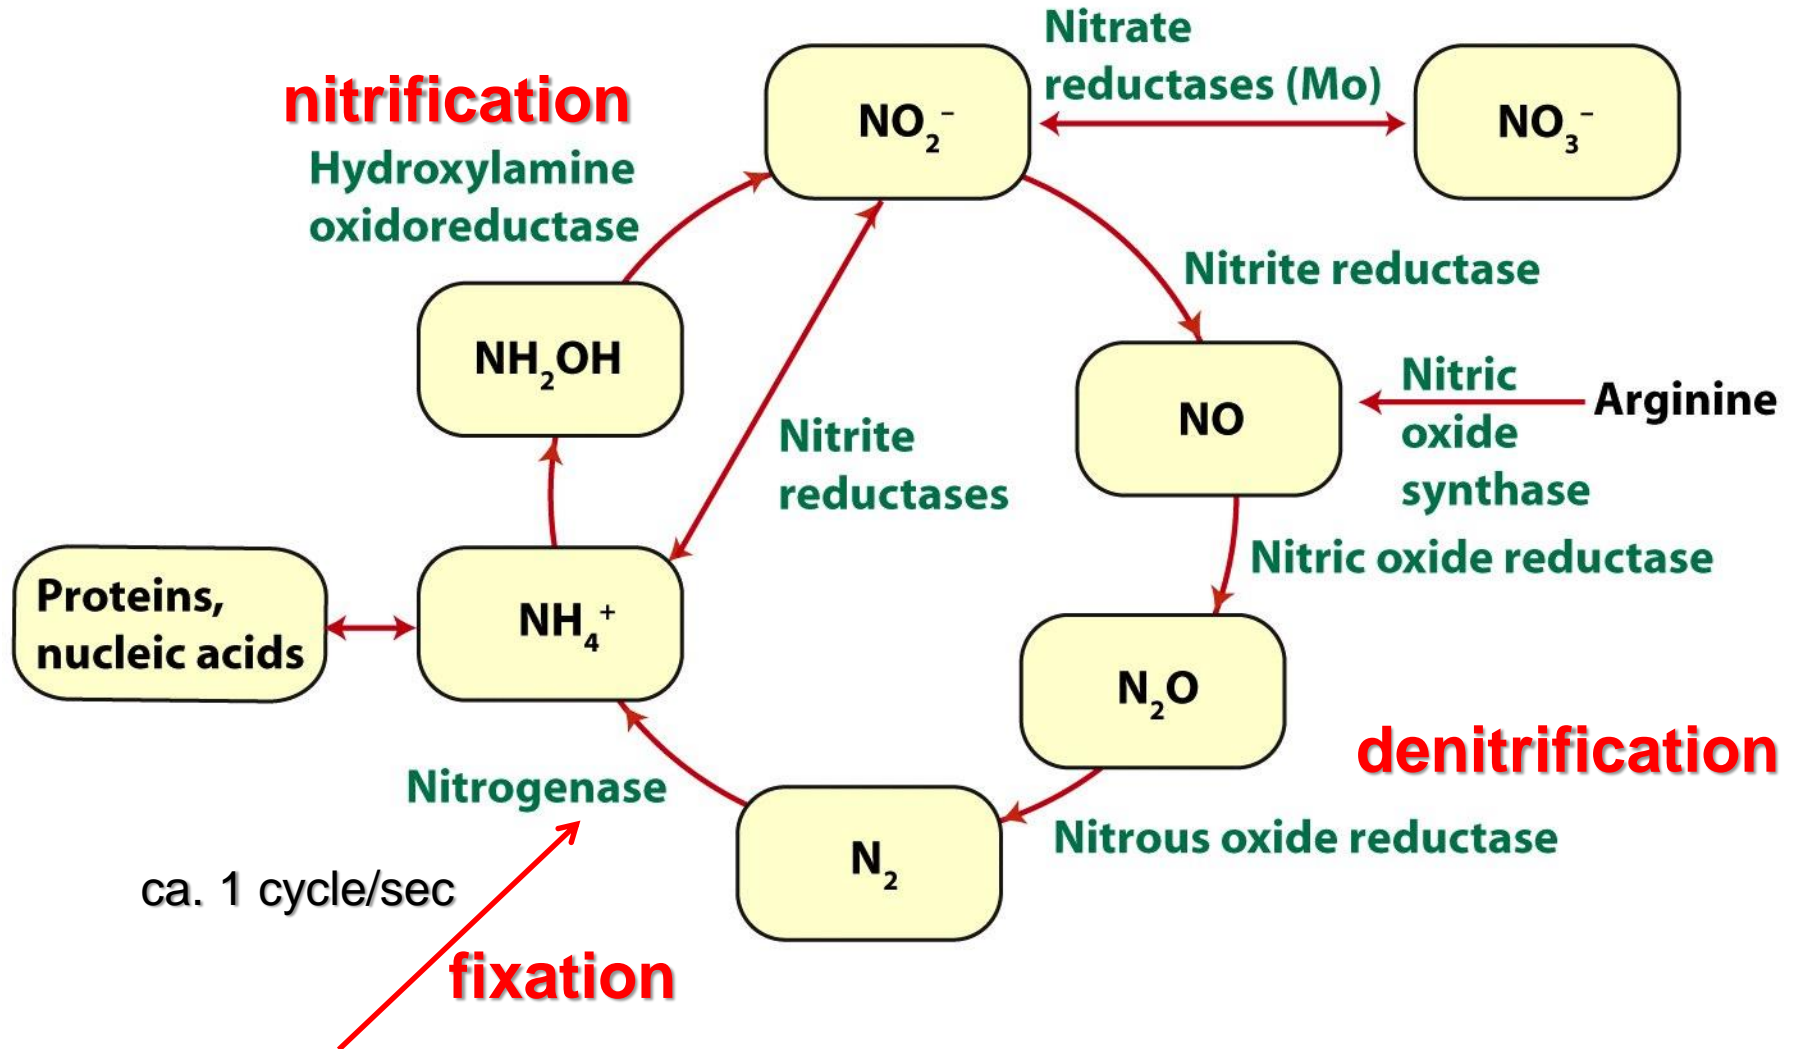 Nitrate
reductases (Mo)
nitrification
NO₂⁻
NO₃⁻
Hydroxylamine
oxidoreductase
Nitrite reductase
NH₂OH
Nitric
oxide
synthase
Arginine
NO
Nitrite
reductases
Nitric oxide reductase
Proteins,
nucleic acids
NH₄⁺
N₂O
denitrification
Nitrogenase
Nitrous oxide reductase
N₂
ca. 1 cycle/sec
fixation